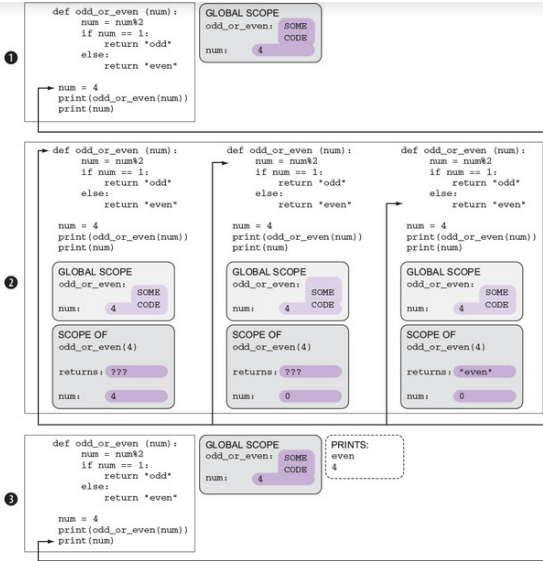 1
def odd_or_even (num):
num = num%2
if num == 1:
return "odd"
else:
return "even"
num = 4
print(odd_or_even(num))
print(num)
GLOBAL SCOPE
odd_or_even: SOME
CODE
num: 4
2
def odd_or_even (num):
num = num%2
if num == 1:
return "odd"
else:
return "even"
num = 4
print(odd_or_even(num))
print(num)
GLOBAL SCOPE
odd_or_even:
SOME
CODE
num: 4
SCOPE OF
odd_or_even(4)
returns: ???
num: 4
def odd_or_even (num):
num = num%2
if num == 1:
return "odd"
else:
return "even"
num = 4
print(odd_or_even(num))
print(num)
GLOBAL SCOPE
odd_or_even:
SOME
CODE
num: 4
SCOPE OF
odd_or_even(4)
returns: ???
num: 0
def odd_or_even (num):
num = num%2
if num == 1:
return "odd"
else:
return "even"
num = 4
print(odd_or_even(num))
print(num)
GLOBAL SCOPE
odd_or_even:
SOME
CODE
num: 4
SCOPE OF
odd_or_even(4)
returns: "even"
num: 0
3
def odd_or_even (num):
num = num%2
if num == 1:
return "odd"
else:
return "even"
num = 4
print(odd_or_even(num))
print(num)
GLOBAL SCOPE
odd_or_even: SOME
CODE
num: 4
PRINTS:
even
4